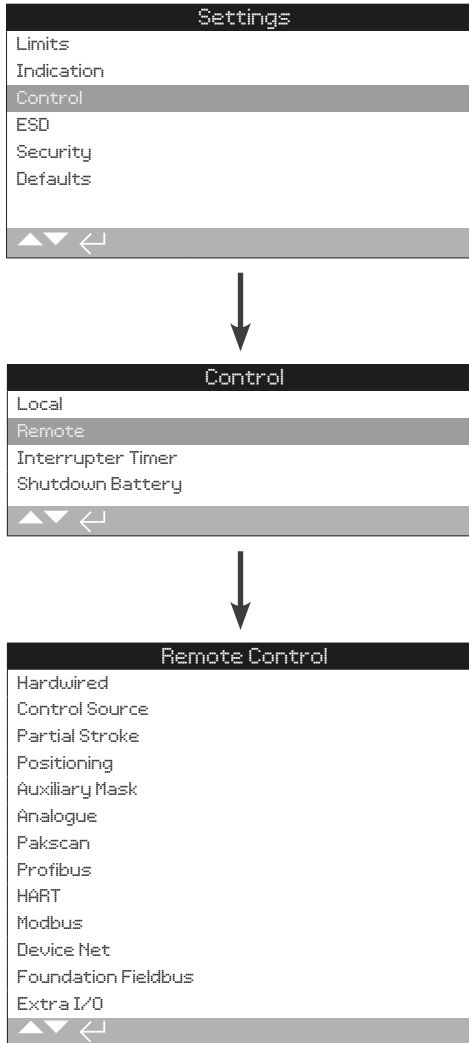 Settings
Limits
Indication
Control
ESD
Security
Defaults
Control
Local
Remote
Interrupter Timer
Shutdown Battery
Remote Control
Hardwired
Control Source
Partial Stroke
Positioning
Auxiliary Mask
Analogue
Pakscan
Profibus
HART
Modbus
Device Net
Foundation Fieldbus
Extra I/O